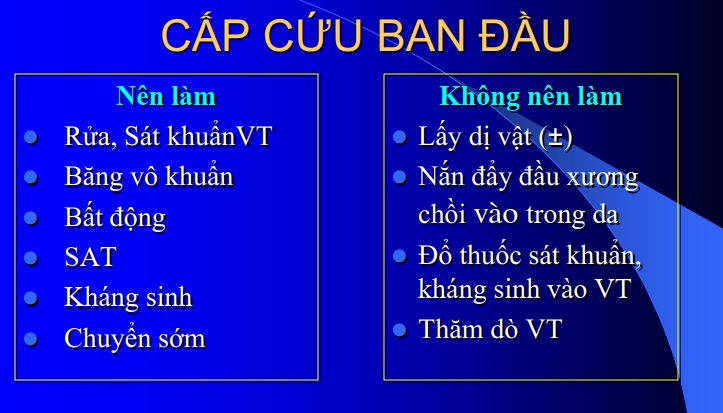 CẤP CỨU BAN ĐẦU
Nên làm
Rửa, Sát khuẩnVT
Băng vô khuẩn
Bất động
SAT
Kháng sinh
Chuyển sớm
Không nên làm
Lấy dị vật (±)
Nắn đẩy đầu xương
chồi vào trong da
Đổ thuốc sát khuẩn,
kháng sinh vào VT
Thăm dò VT